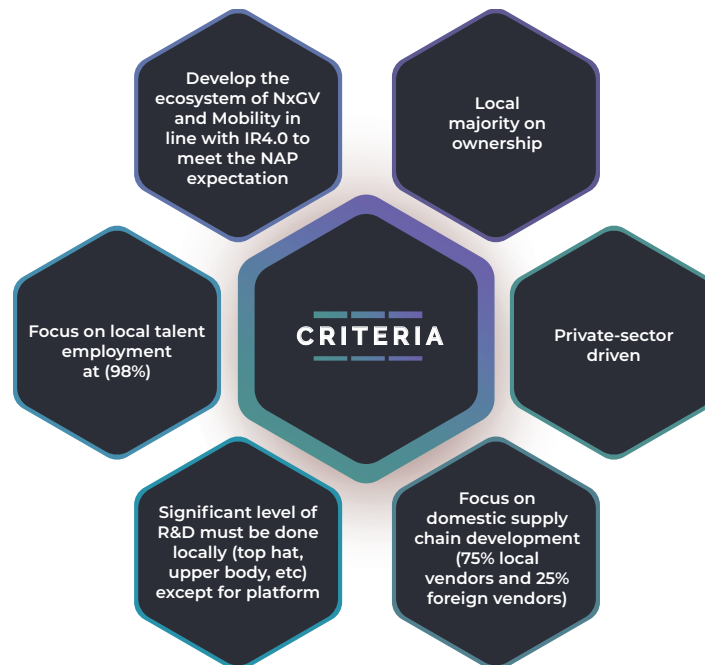 Develop the
ecosystem of NxGV
and Mobility in
line with IR4.0 to
meet the NAP
expectation
Local
majority on
ownership
Focus on local talent
employment
at (98%)
CRITERIA
Private-sector
driven
Significant level of
R&D must be done
locally (top hat,
upper body, etc)
except for platform
Focus on
domestic supply
chain development
(75% local
vendors and 25%
foreign vendors)